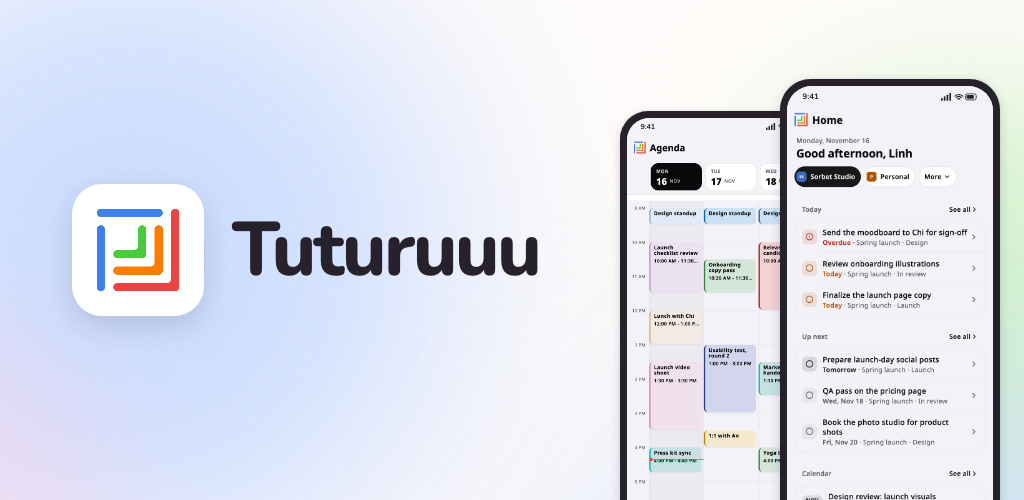 Tuturuuu
9:41
Agenda
MON
16 NOV
TUE
17 NOV
WED
18
9 AM
Design standup
Design standup
10 AM
Launch
checklist review
10:00 AM - 11:30...
Onboarding
copy pass
10:30 AM - 11:30...
11 AM
12 PM
Lunch with Chi
12:00 PM - 1:00 P...
1 PM
Usability test,
round 2
1:00 PM - 3:00 PM
Launch video
shoot
1:30 PM - 3:30 PM
2 PM
3 PM
1:1 with An
4 PM
Press kit sync
4:00 PM - 4:45 PM
5 PM
9:41
Home
Monday, November 16
Good afternoon, Linh
Sorbet Studio
P Personal
More
Today
See all
Send the moodboard to Chi for sign-off
Overdue · Spring launch · Design
Review onboarding illustrations
Today · Spring launch · In review
Finalize the launch page copy
Today · Spring launch · Launch
Up next
See all
Prepare launch-day social posts
Tomorrow · Spring launch · Launch
QA pass on the pricing page
Wed, Nov 18 · Spring launch · In review
Book the photo studio for product
shots
Fri, Nov 20 · Spring launch · Design
Calendar
See all
Design review: launch visuals